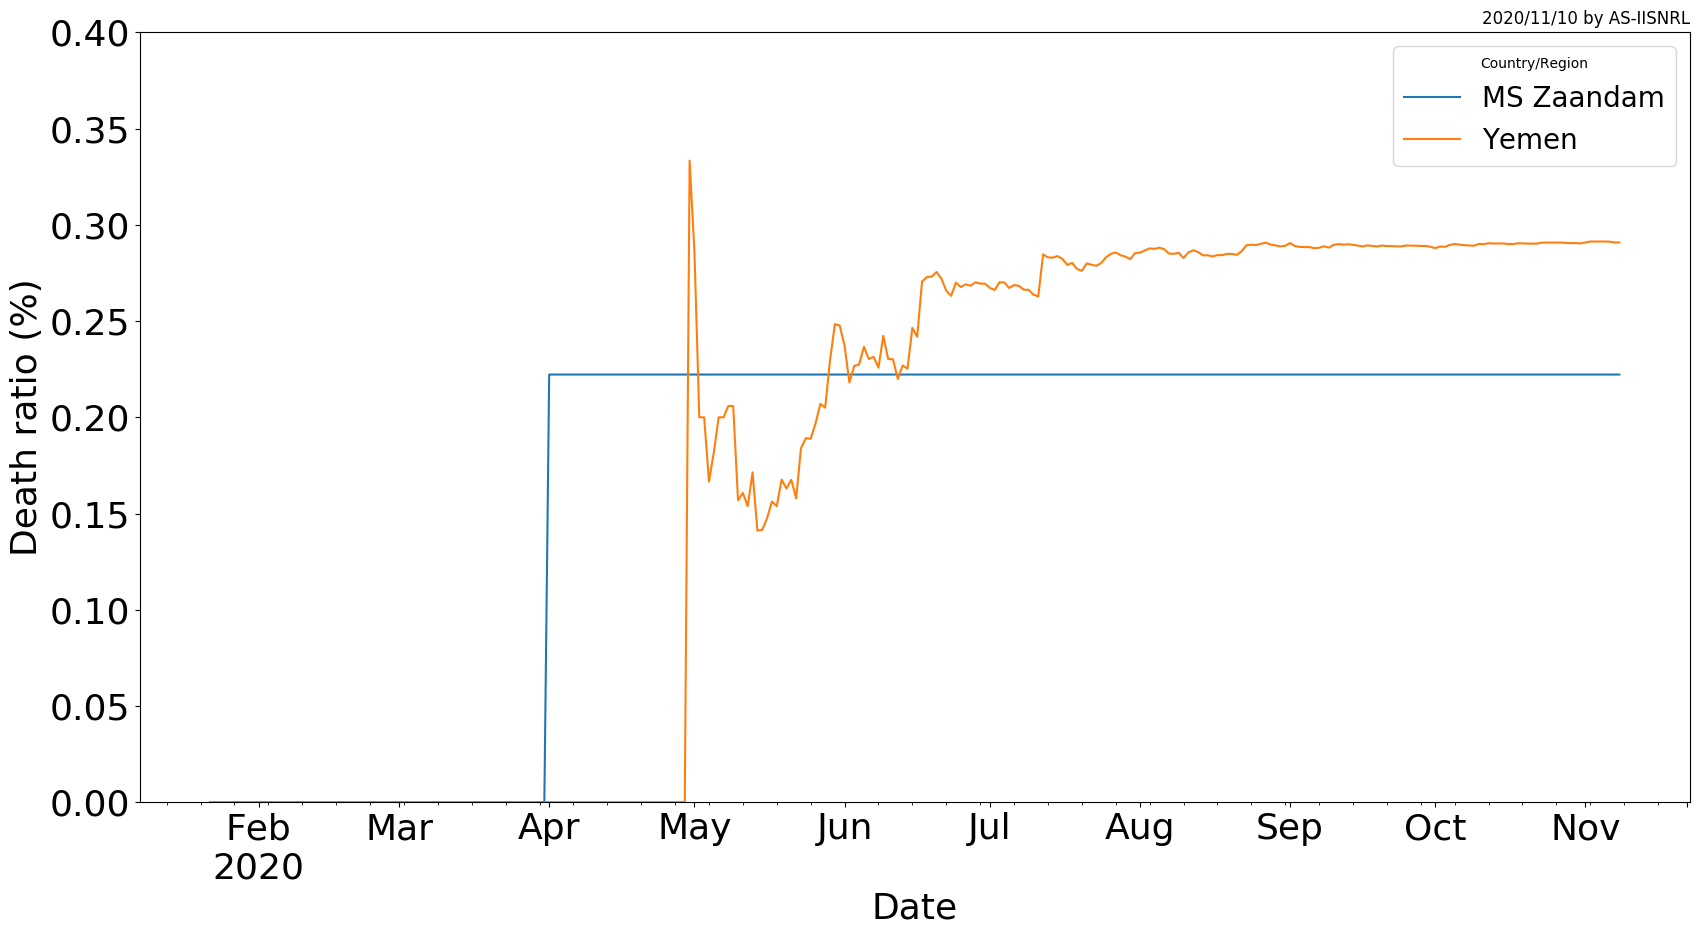 2020/11/10 by AS-IISNRL
Country/Region
MS Zaandam
Yemen
Death ratio (%)
0.40
0.35
0.30
0.25
0.20
0.15
0.10
0.05
0.00
Feb Mar Apr May Jun Jul Aug Sep Oct Nov
2020
Date